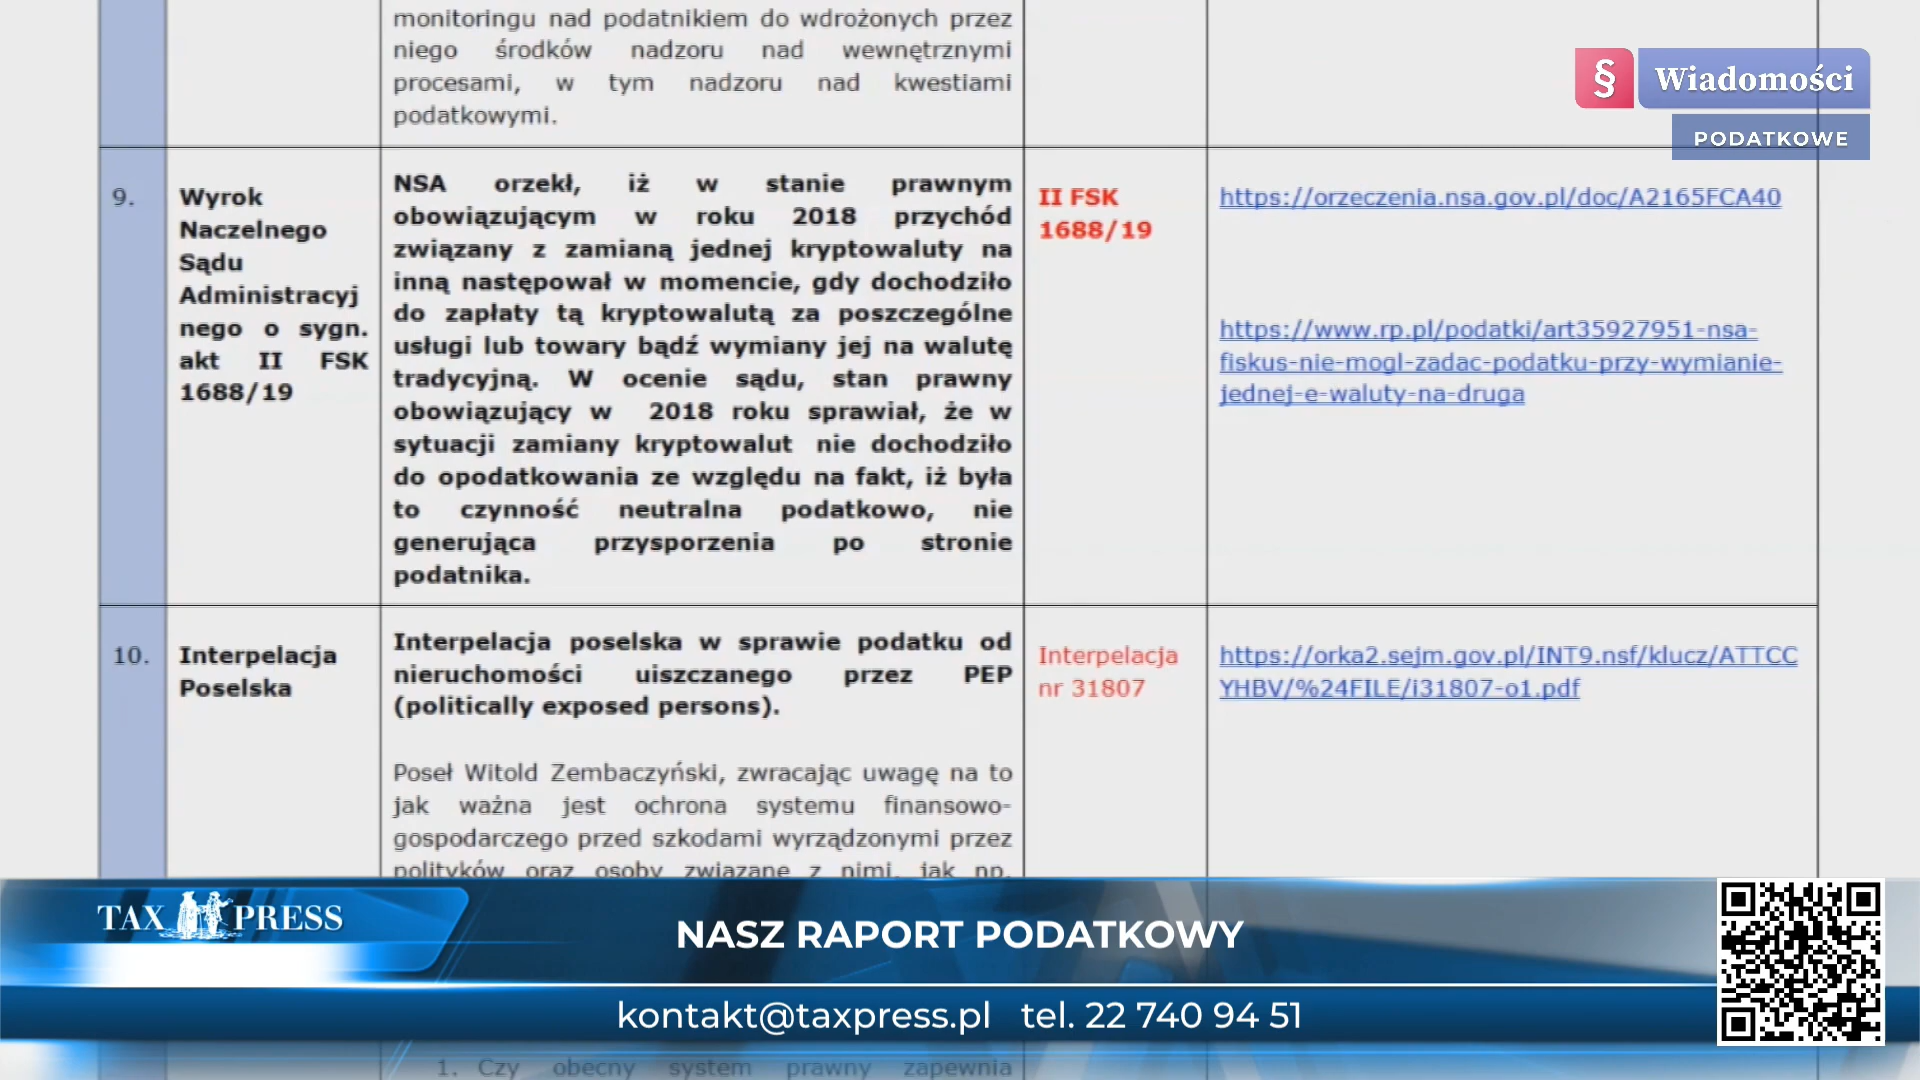 monitoringu nad podatnikiem do wdrożonych przez
niego środków nadzoru nad wewnętrznymi
procesami, w tym nadzoru nad kwestiami
podatkowymi.
§ Wiadomości
PODATKOWE
9.
Wyrok
Naczelnego
Sądu
Administracyj
nego o sygn.
akt II FSK
1688/19
NSA orzekł, iż w stanie prawnym
obowiązującym w roku 2018 przychód
związany z zamianą jednej kryptowaluty na
inną następował w momencie, gdy dochodziło
do zapłaty tą kryptowalutą za poszczególne
usługi lub towary bądź wymiany jej na walutę
tradycyjną. W ocenie sądu, stan prawny
obowiązujący w 2018 roku sprawiał, że w
sytuacji zamiany kryptowalut nie dochodziło
do opodatkowania ze względu na fakt, iż była
to czynność neutralna podatkowo, nie
generująca przysporzenia po stronie
podatnika.
II FSK
1688/19
https://orzeczenia.nsa.gov.pl/doc/A2165FCA40
https://www.rp.pl/podatki/art35927951-nsa-
fiskus-nie-mogl-zadac-podatku-przy-wymianie-
jednej-e-waluty-na-druga
10.
Interpelacja
Poselska
Interpelacja poselska w sprawie podatku od
nieruchomości uiszczanego przez PEP
(politically exposed persons).
Poseł Witold Zembaczyński, zwracając uwagę na to
jak ważna jest ochrona systemu finansowo-
gospodarczego przed szkodami wyrządzonymi przez
polityków oraz osoby związane z nimi, jak np.
Interpelacja
nr 31807
https://orka2.sejm.gov.pl/INT9.nsf/klucz/ATTCC
YHBV/%24FILE/i31807-o1.pdf
TAX PRESS
NASZ RAPORT PODATKOWY
kontakt@taxpress.pl tel. 22 740 94 51
1. Czy obecny system prawny zapewnia